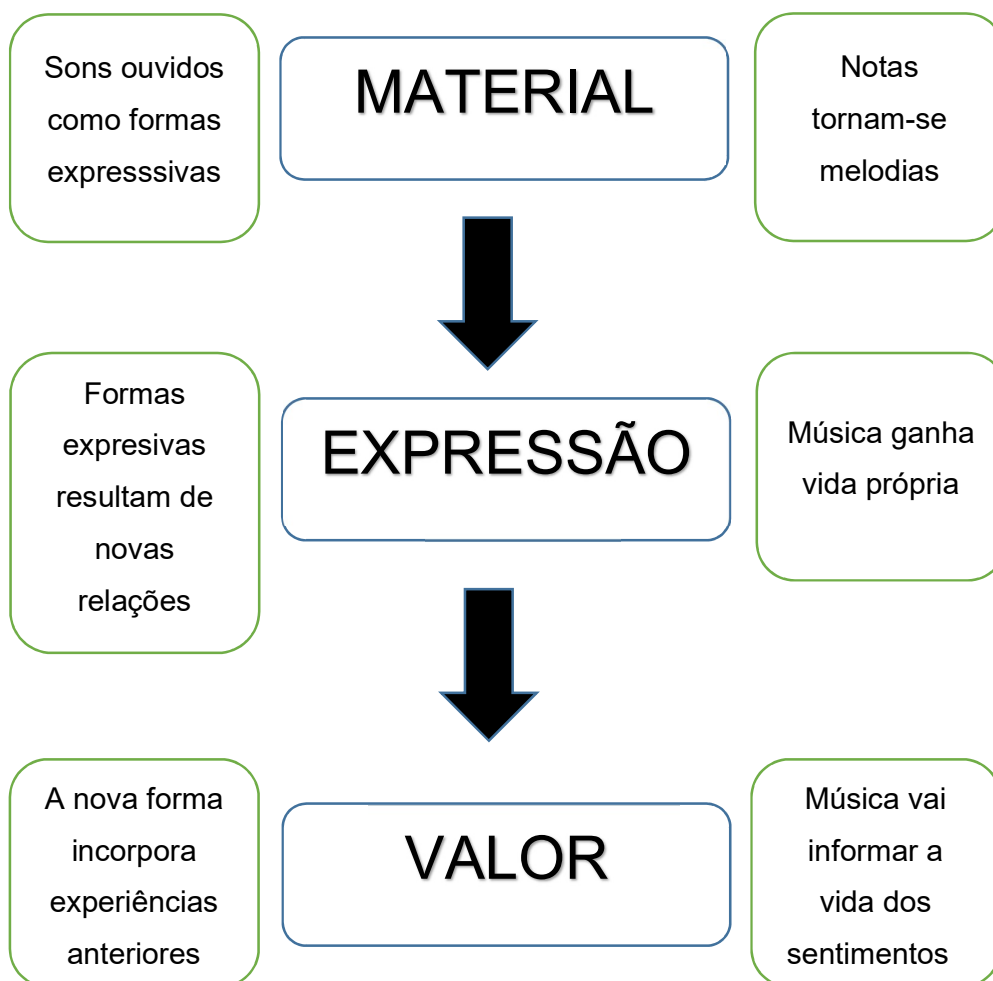 Sons ouvidos
como formas
expresssivas
MATERIAL
Notas
tornam-se
melodias
Formas
expresivas
resultam de
novas
relações
EXPRESSÃO
Música ganha
vida própria
A nova forma
incorpora
experiências
anteriores
VALOR
Música vai
informar a
vida dos
sentimentos